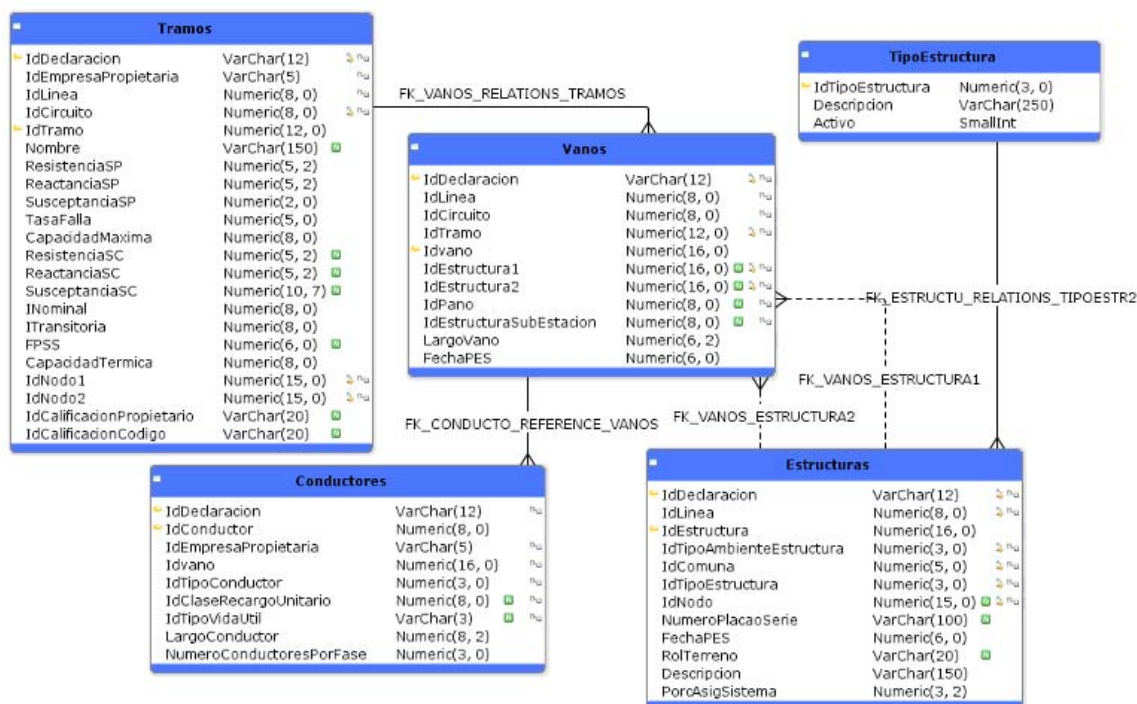 Tramos
IdDeclaracion VarChar(12)
IdEmpresaPropietaria VarChar(5)
IdLinea Numeric(8, 0)
IdCircuito Numeric(8, 0)
IdTramo Numeric(12, 0)
Nombre VarChar(150)
ResistenciaSP Numeric(5, 2)
ReactanciaSP Numeric(5, 2)
SusceptanciaSP Numeric(2, 0)
TasaFalla Numeric(5, 0)
CapacidadMaxima Numeric(8, 0)
ResistenciaSC Numeric(5, 2)
ReactanciaSC Numeric(5, 2)
SusceptanciaSC Numeric(10, 7)
INominal Numeric(8, 0)
ITransitoria Numeric(8, 0)
FPSS Numeric(6, 0)
CapacidadTermica Numeric(8, 0)
IdNodo1 Numeric(15, 0)
IdNodo2 Numeric(15, 0)
IdCalificacionPropietario VarChar(20)
IdCalificacionCodigo VarChar(20)
FK_VANOS_RELATIONS_TRAMOS
TipoEstructura
IdTipoEstructura Numeric(3, 0)
Descripcion VarChar(250)
Activo SmallInt
Vanos
IdDeclaracion VarChar(12)
IdLinea Numeric(8, 0)
IdCircuito Numeric(8, 0)
IdTramo Numeric(12, 0)
Idvano Numeric(16, 0)
IdEstructura1 Numeric(16, 0)
IdEstructura2 Numeric(16, 0)
IdPano Numeric(8, 0)
IdEstructuraSubEstacion Numeric(8, 0)
LargoVano Numeric(6, 2)
FechaPES Numeric(6, 0)
FK_ESTRUCTU_RELATIONS_TIPOESTR2
FK_VANOS_ESTRUCTURA1
FK_VANOS_ESTRUCTURA2
FK_CONDUCTO_REFERENCE_VANOS
Conductores
IdDeclaracion VarChar(12)
IdConductor Numeric(8, 0)
IdEmpresaPropietaria VarChar(5)
Idvano Numeric(16, 0)
IdTipoConductor Numeric(3, 0)
IdClaseRecargoUnitario Numeric(8, 0)
IdTipoVidaUtil VarChar(3)
LargoConductor Numeric(8, 2)
NumeroConductoresPorFase Numeric(3, 0)
Estructuras
IdDeclaracion VarChar(12)
IdLinea Numeric(8, 0)
IdEstructura Numeric(16, 0)
IdTipoAmbienteEstructura Numeric(3, 0)
IdComuna Numeric(5, 0)
IdTipoEstructura Numeric(3, 0)
IdNodo Numeric(15, 0)
NumeroPlacaoSerie VarChar(100)
FechaPES Numeric(6, 0)
RolTerreno VarChar(20)
Descripcion VarChar(150)
PorcAsigSistema Numeric(3, 2)